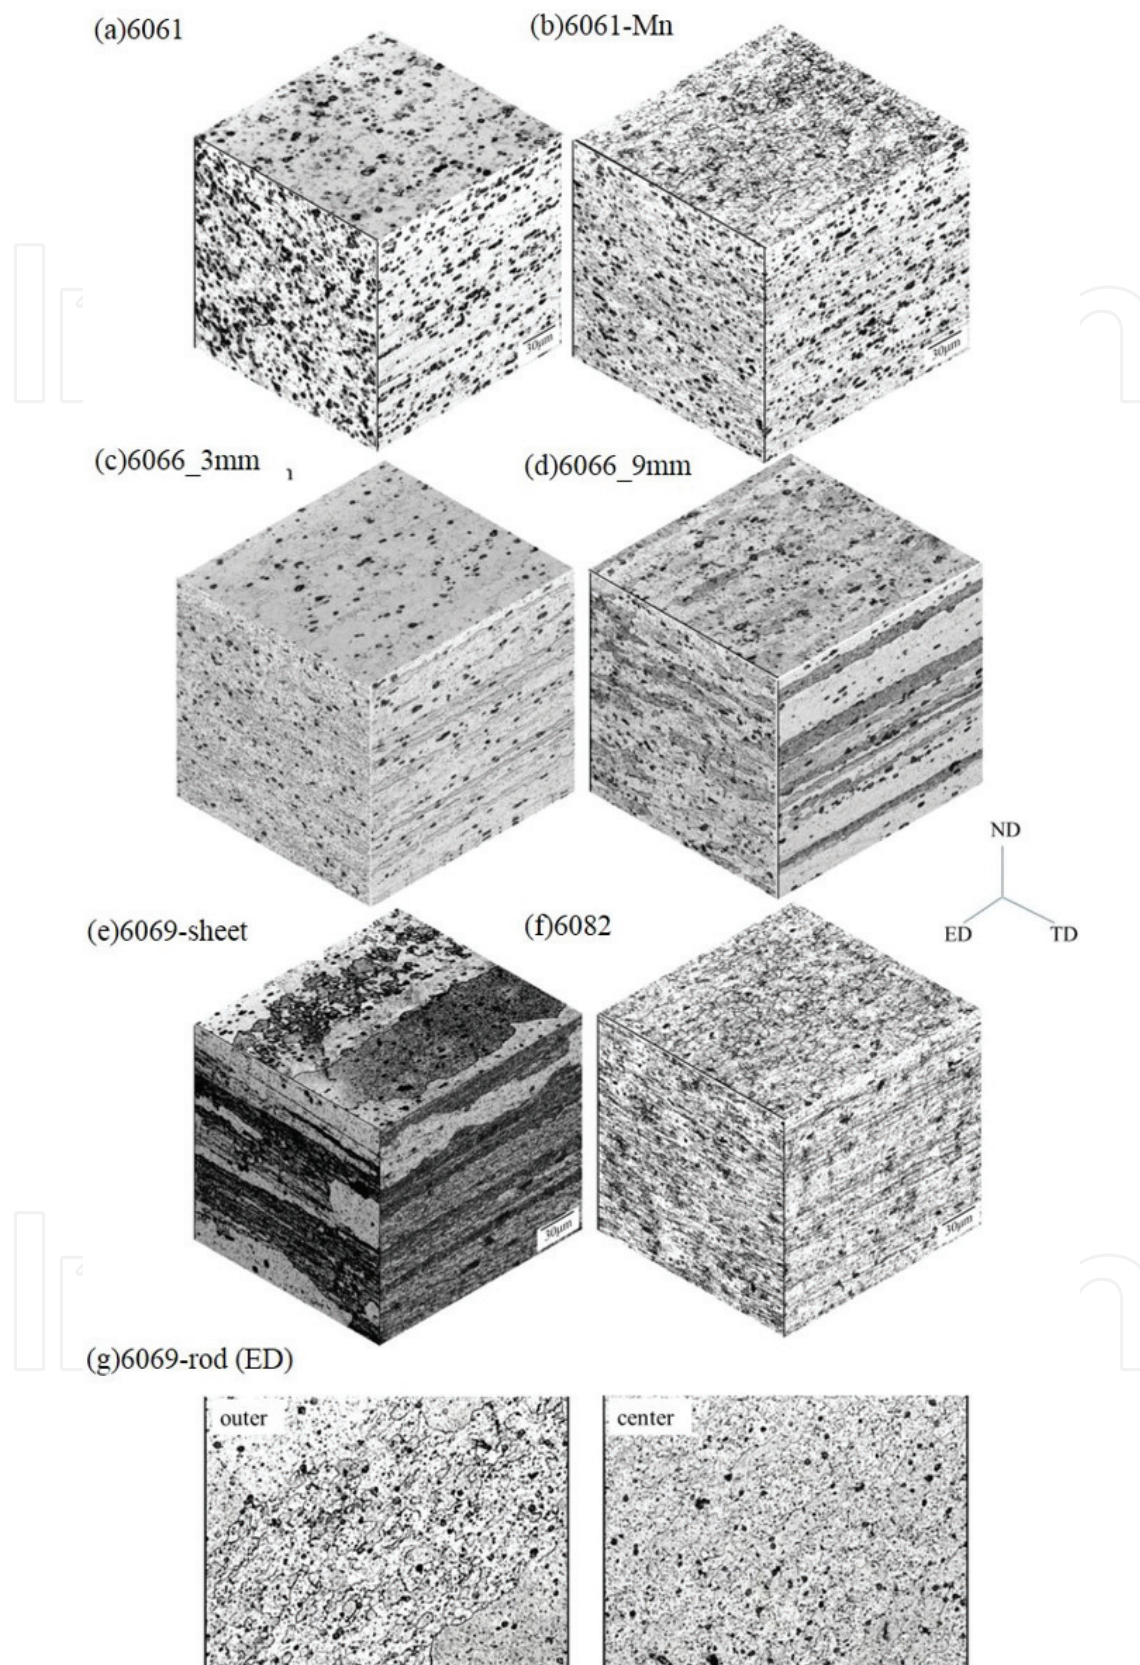 (a)6061
(b)6061-Mn
30μm
30μm
(c)6066_3mm
(d)6066_9mm
ND
ED
TD
(e)6069-sheet
(f)6082
30μm
30μm
(g)6069-rod (ED)
outer
center